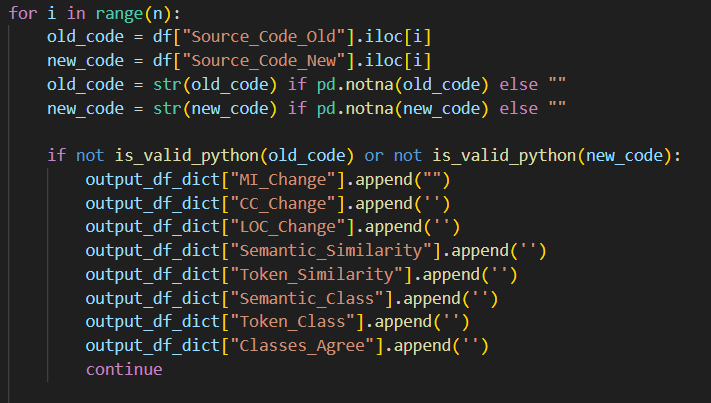 for i in range(n):
    old_code = df["Source_Code_Old"].iloc[i]
    new_code = df["Source_Code_New"].iloc[i]
    old_code = str(old_code) if pd.notna(old_code) else ""
    new_code = str(new_code) if pd.notna(new_code) else ""

    if not is_valid_python(old_code) or not is_valid_python(new_code):
        output_df_dict["MI_Change"].append("")
        output_df_dict["CC_Change"].append('')
        output_df_dict["LOC_Change"].append('')
        output_df_dict["Semantic_Similarity"].append('')
        output_df_dict["Token_Similarity"].append('')
        output_df_dict["Semantic_Class"].append('')
        output_df_dict["Token_Class"].append('')
        output_df_dict["Classes_Agree"].append('')
        continue